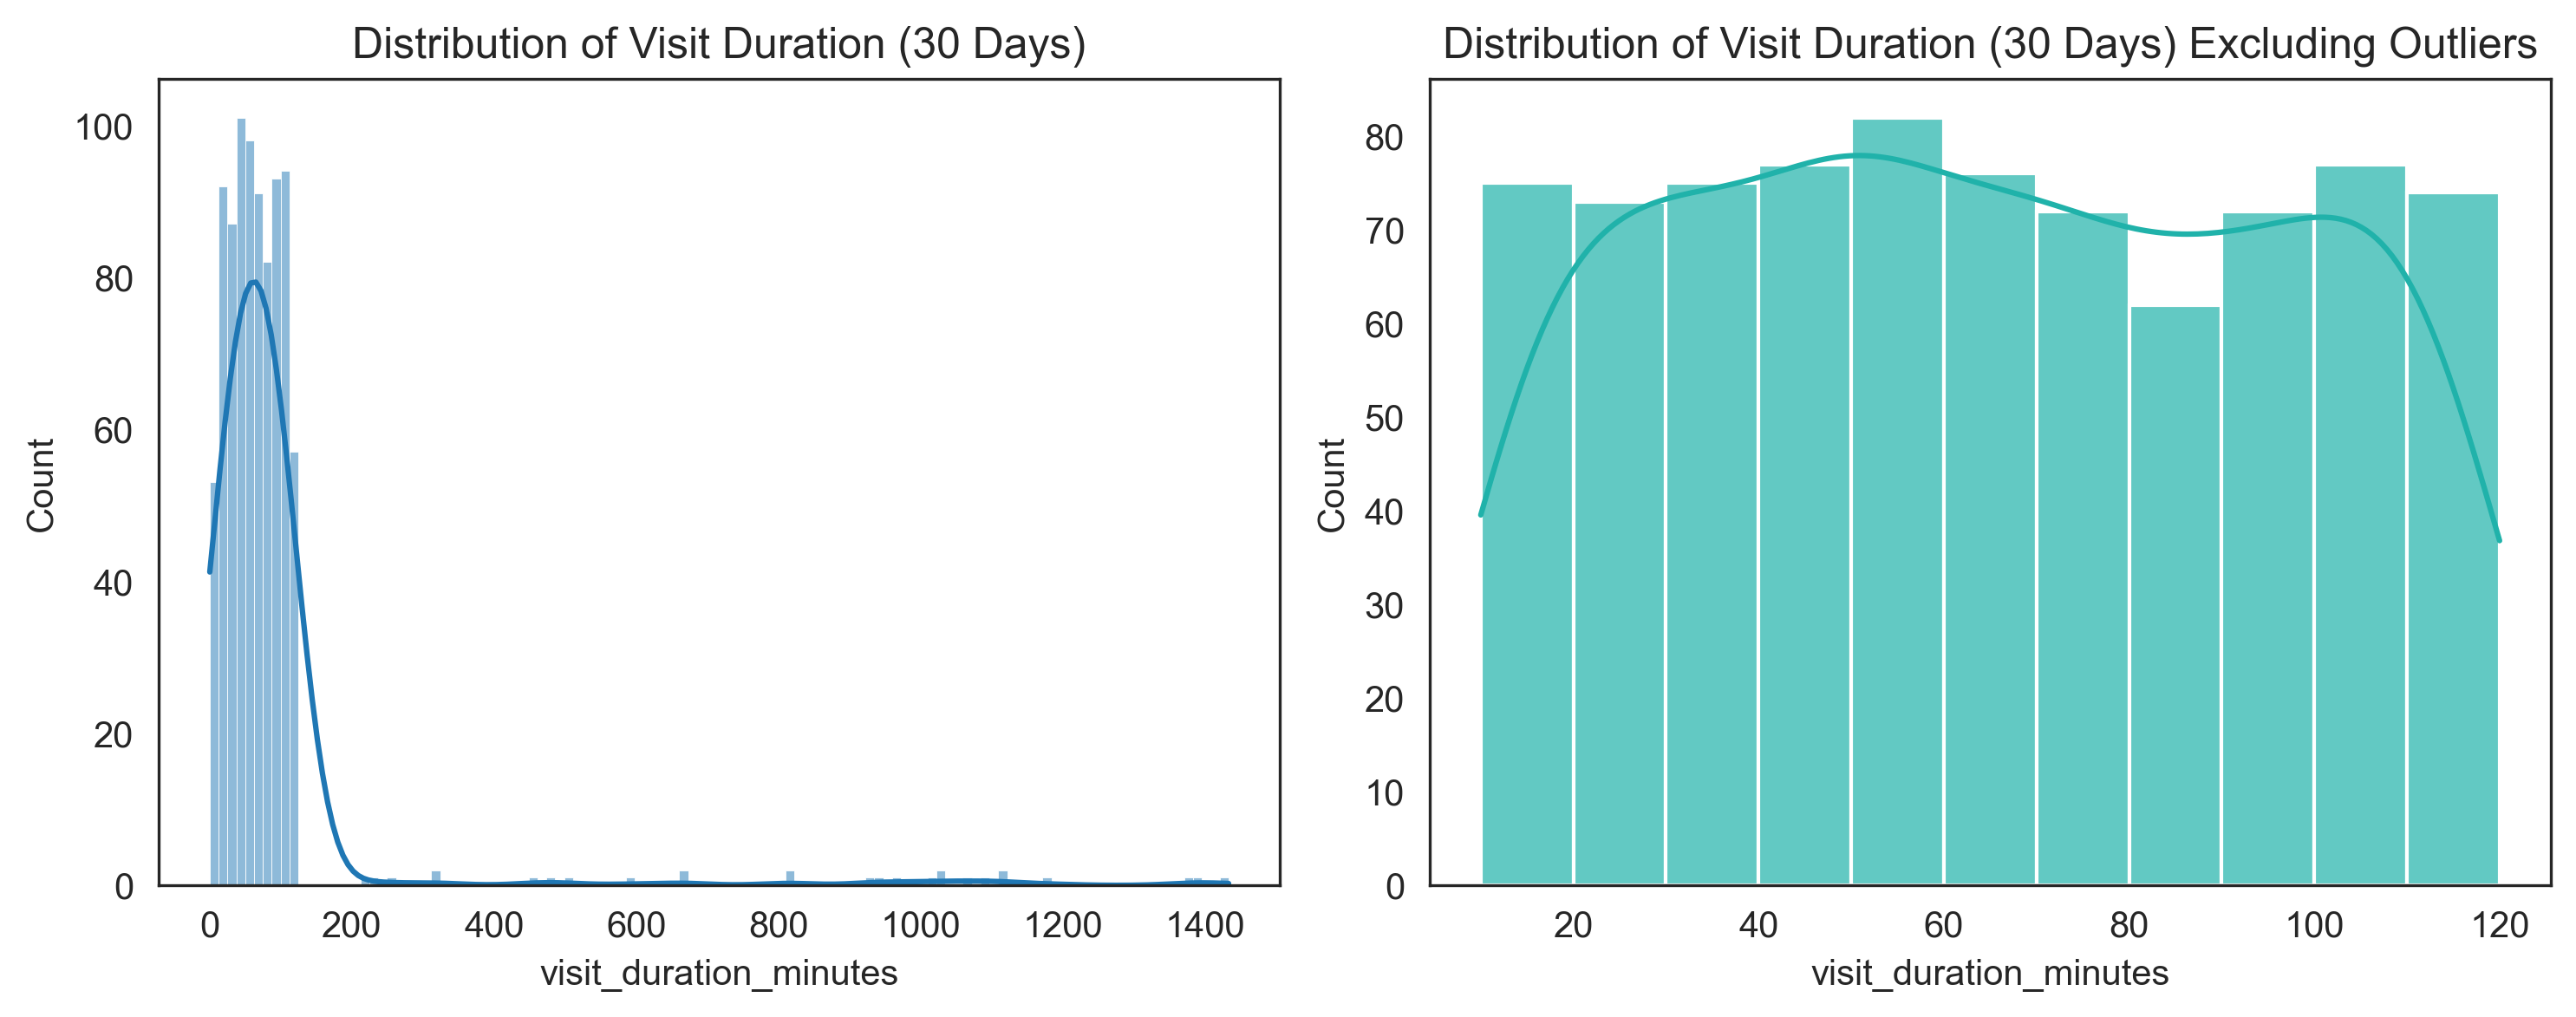 Distribution of Visit Duration (30 Days)
100
80
60
40
20
0
Count
0 200 400 600 800 1000 1200 1400
visit_duration_minutes
Distribution of Visit Duration (30 Days) Excluding Outliers
80
70
60
50
40
30
20
10
0
Count
20 40 60 80 100 120
visit_duration_minutes